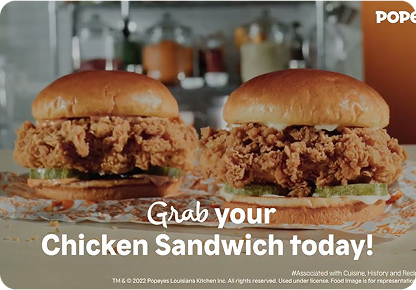 POPE
Grab your
Chicken Sandwich today!
#Associated with Cuisine, History and Reci
TM & © 2022 Popeyes Louisiana Kitchen Inc. All rights reserved. Used under license. Food Image is for representation